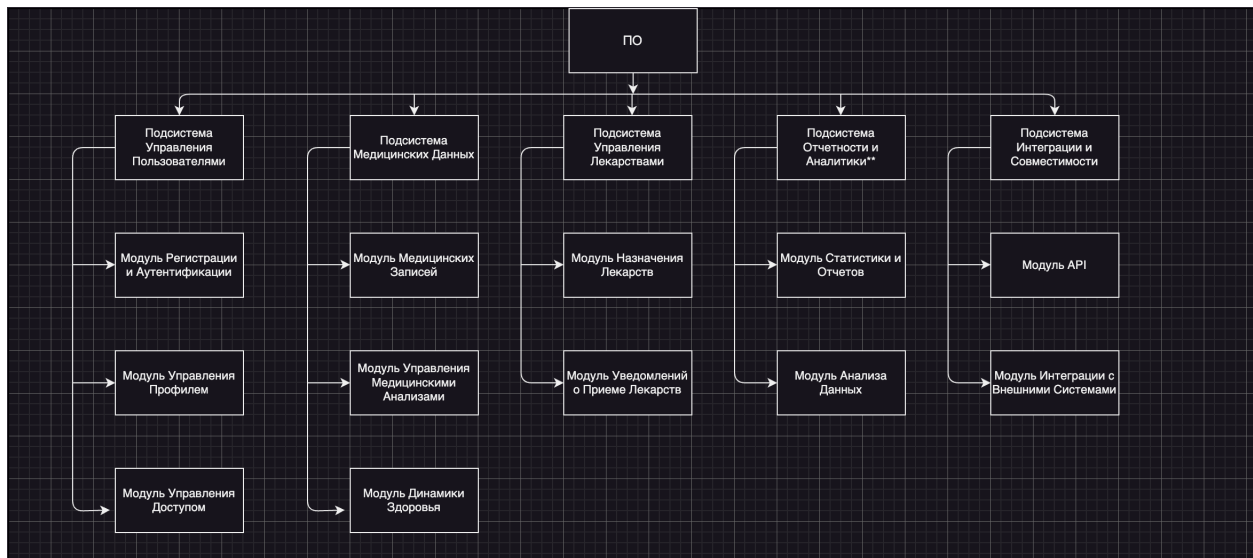 ПО
Подсистема
Управления
Пользователями
Подсистема
Медицинских Данных
Подсистема
Управления
Лекарствами
Подсистема
Отчетности и
Аналитики**
Подсистема
Интеграции и
Совместимости
Модуль Регистрации
и Аутентификации
Модуль Медицинских
Записей
Модуль Назначения
Лекарств
Модуль Статистики и
Отчетов
Модуль API
Модуль Управления
Профилем
Модуль Управления
Медицинскими
Анализами
Модуль Уведомлений
о Приеме Лекарств
Модуль Анализа
Данных
Модуль Интеграции с
Внешними Системами
Модуль Управления
Доступом
Модуль Динамики
Здоровья